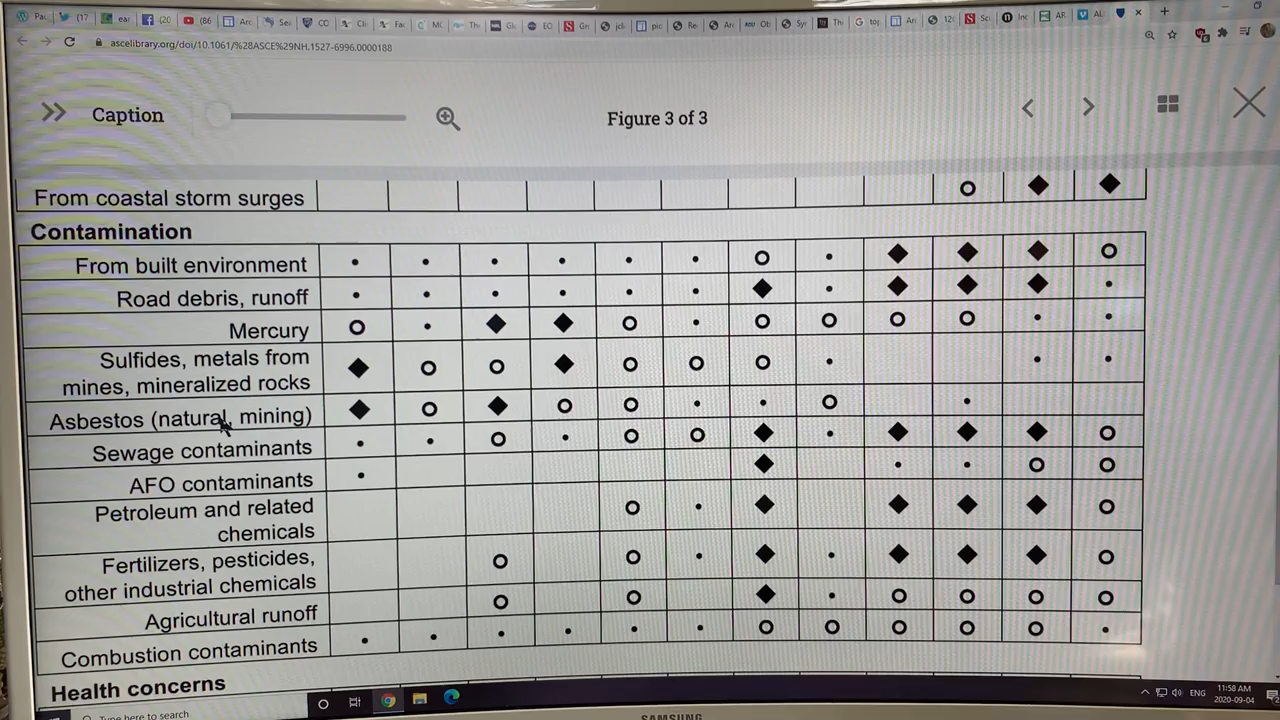 ascelibrary.org/doi/10.1061/%28ASCE%29NH.1527-6996.0000188
Caption
Figure 3 of 3
From coastal storm surges
Contamination
From built environment
Road debris, runoff
Mercury
Sulfides, metals from
mines, mineralized rocks
Asbestos (natural, mining)
Sewage contaminants
AFO contaminants
Petroleum and related
chemicals
Fertilizers, pesticides,
other industrial chemicals
Agricultural runoff
Combustion contaminants
Health concerns
Type here to search
ENG
11:58 AM
2020-09-04
SAMSUNG